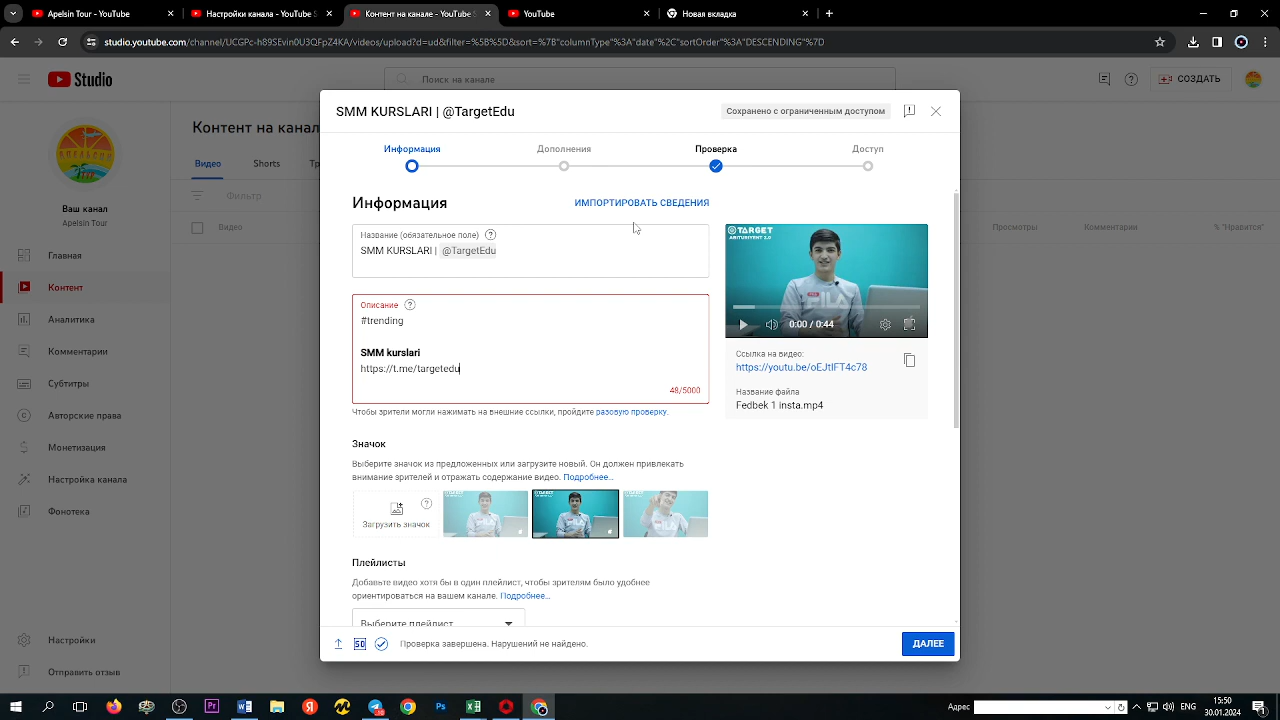 Apelsin Tour - YouTube
Настройки канала - YouTube S
Контент на канале - YouTube S
YouTube
Новая вкладка
studio.youtube.com/channel/UCGPc-h89SEvin0U3QFpZ4KA/videos/upload?d=ud&filter=%5B%5D&sort=%7B"columnType"%3A"date"%2C"sortOrder"%3A"DESCENDING"%7D
Studio
Поиск на канале
СОЗДАТЬ
SMM KURSLARI | @TargetEdu
Сохранено с ограниченным доступом
Контент на канал
Информация
Дополнения
Проверка
Доступ
Видео
Shorts
Информация
ИМПОРТИРОВАТЬ СВЕДЕНИЯ
Фильтр
Ваш канал
Apelsin Tour
Видео
Просмотры
Комментарии
% "Нравится"
Название (обязательное поле)
SMM KURSLARI | @TargetEdu
TARGET
ABITURIYENT 2.0
FILA
0:00 / 0:44
Главная
Контент
Аналитика
Комментарии
Субтитры
Авторские права
Монетизация
Настройка канала
Фонотека
Описание
#trending
SMM kurslari
https://t.me/targetedu
48/5000
Чтобы зрители могли нажимать на внешние ссылки, пройдите разовую проверку.
Ссылка на видео:
https://youtu.be/oEJtIFT4c78
Название файла
Fedbek 1 insta.mp4
Значок
Выберите значок из предложенных или загрузите новый. Он должен привлекать
внимание зрителей и отражать содержание видео. Подробнее…
Загрузить значок
Плейлисты
Добавьте видео хотя бы в один плейлист, чтобы зрителям было удобнее
ориентироваться на вашем канале. Подробнее…
Выберите плейлист
Настройки
Отправить отзыв
SD
Проверка завершена. Нарушений не найдено.
ДАЛЕЕ
Адрес
ENG
15:50
30.01.2024